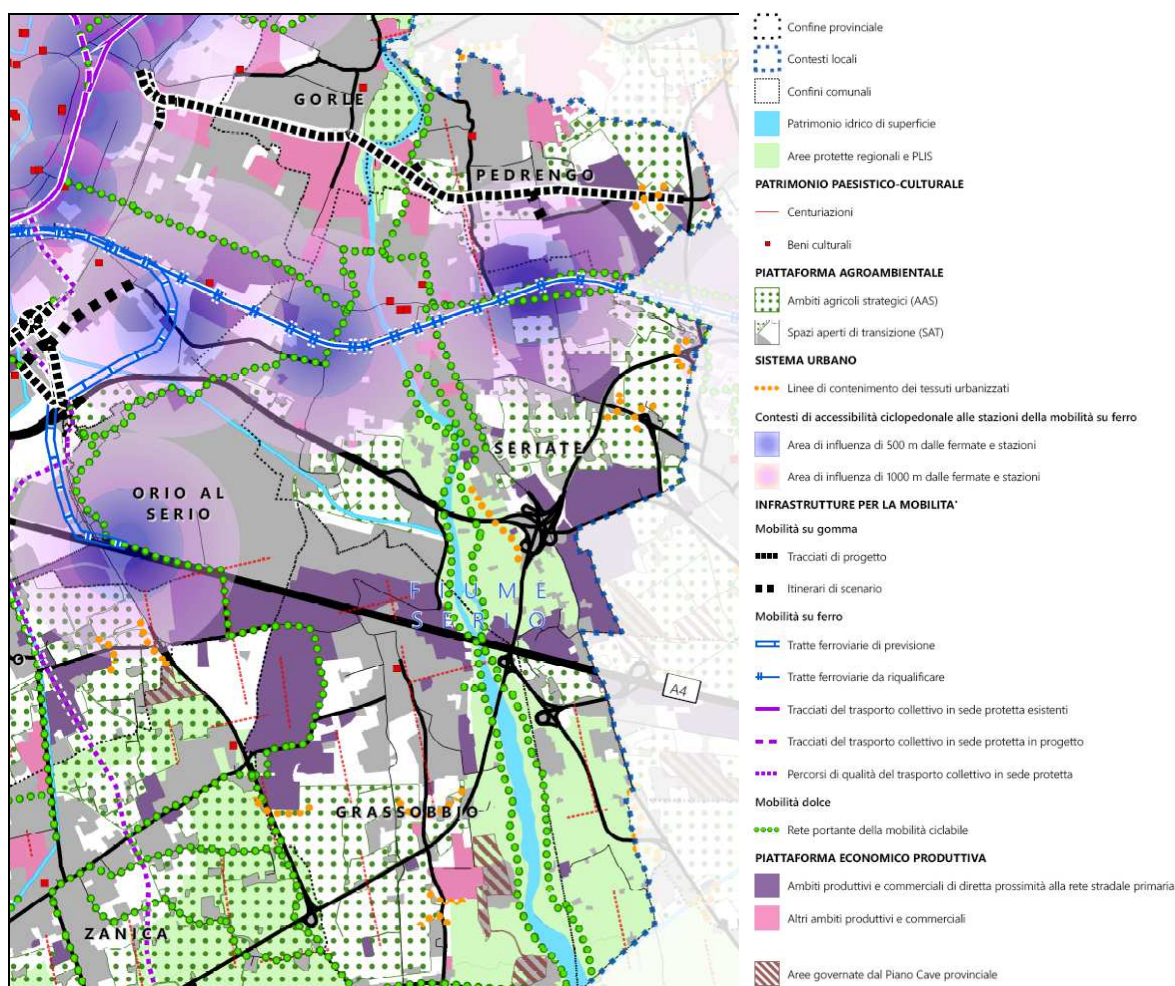 GORLE
PEDRENGO
SERIATE
ORIO AL
SERIO
FIUME
SERIO
A4
GRASSOBBIO
ZANICA
Confine provinciale
Contesti locali
Confini comunali
Patrimonio idrico di superficie
Aree protette regionali e PLIS
PATRIMONIO PAESISTICO-CULTURALE
Centuriazioni
Beni culturali
PIATTAFORMA AGROAMBIENTALE
Ambiti agricoli strategici (AAS)
Spazi aperti di transizione (SAT)
SISTEMA URBANO
Linee di contenimento dei tessuti urbanizzati
Contesti di accessibilità ciclopedonale alle stazioni della mobilità su ferro
Area di influenza di 500 m dalle fermate e stazioni
Area di influenza di 1000 m dalle fermate e stazioni
INFRASTRUTTURE PER LA MOBILITA'
Mobilità su gomma
Tracciati di progetto
Itinerari di scenario
Mobilità su ferro
Tratte ferroviarie di previsione
Tratte ferroviarie da riqualificare
Tracciati del trasporto collettivo in sede protetta esistenti
Tracciati del trasporto collettivo in sede protetta in progetto
Percorsi di qualità del trasporto collettivo in sede protetta
Mobilità dolce
Rete portante della mobilità ciclabile
PIATTAFORMA ECONOMICO PRODUTTIVA
Ambiti produttivi e commerciali di diretta prossimità alla rete stradale primaria
Altri ambiti produttivi e commerciali
Aree governate dal Piano Cave provinciale